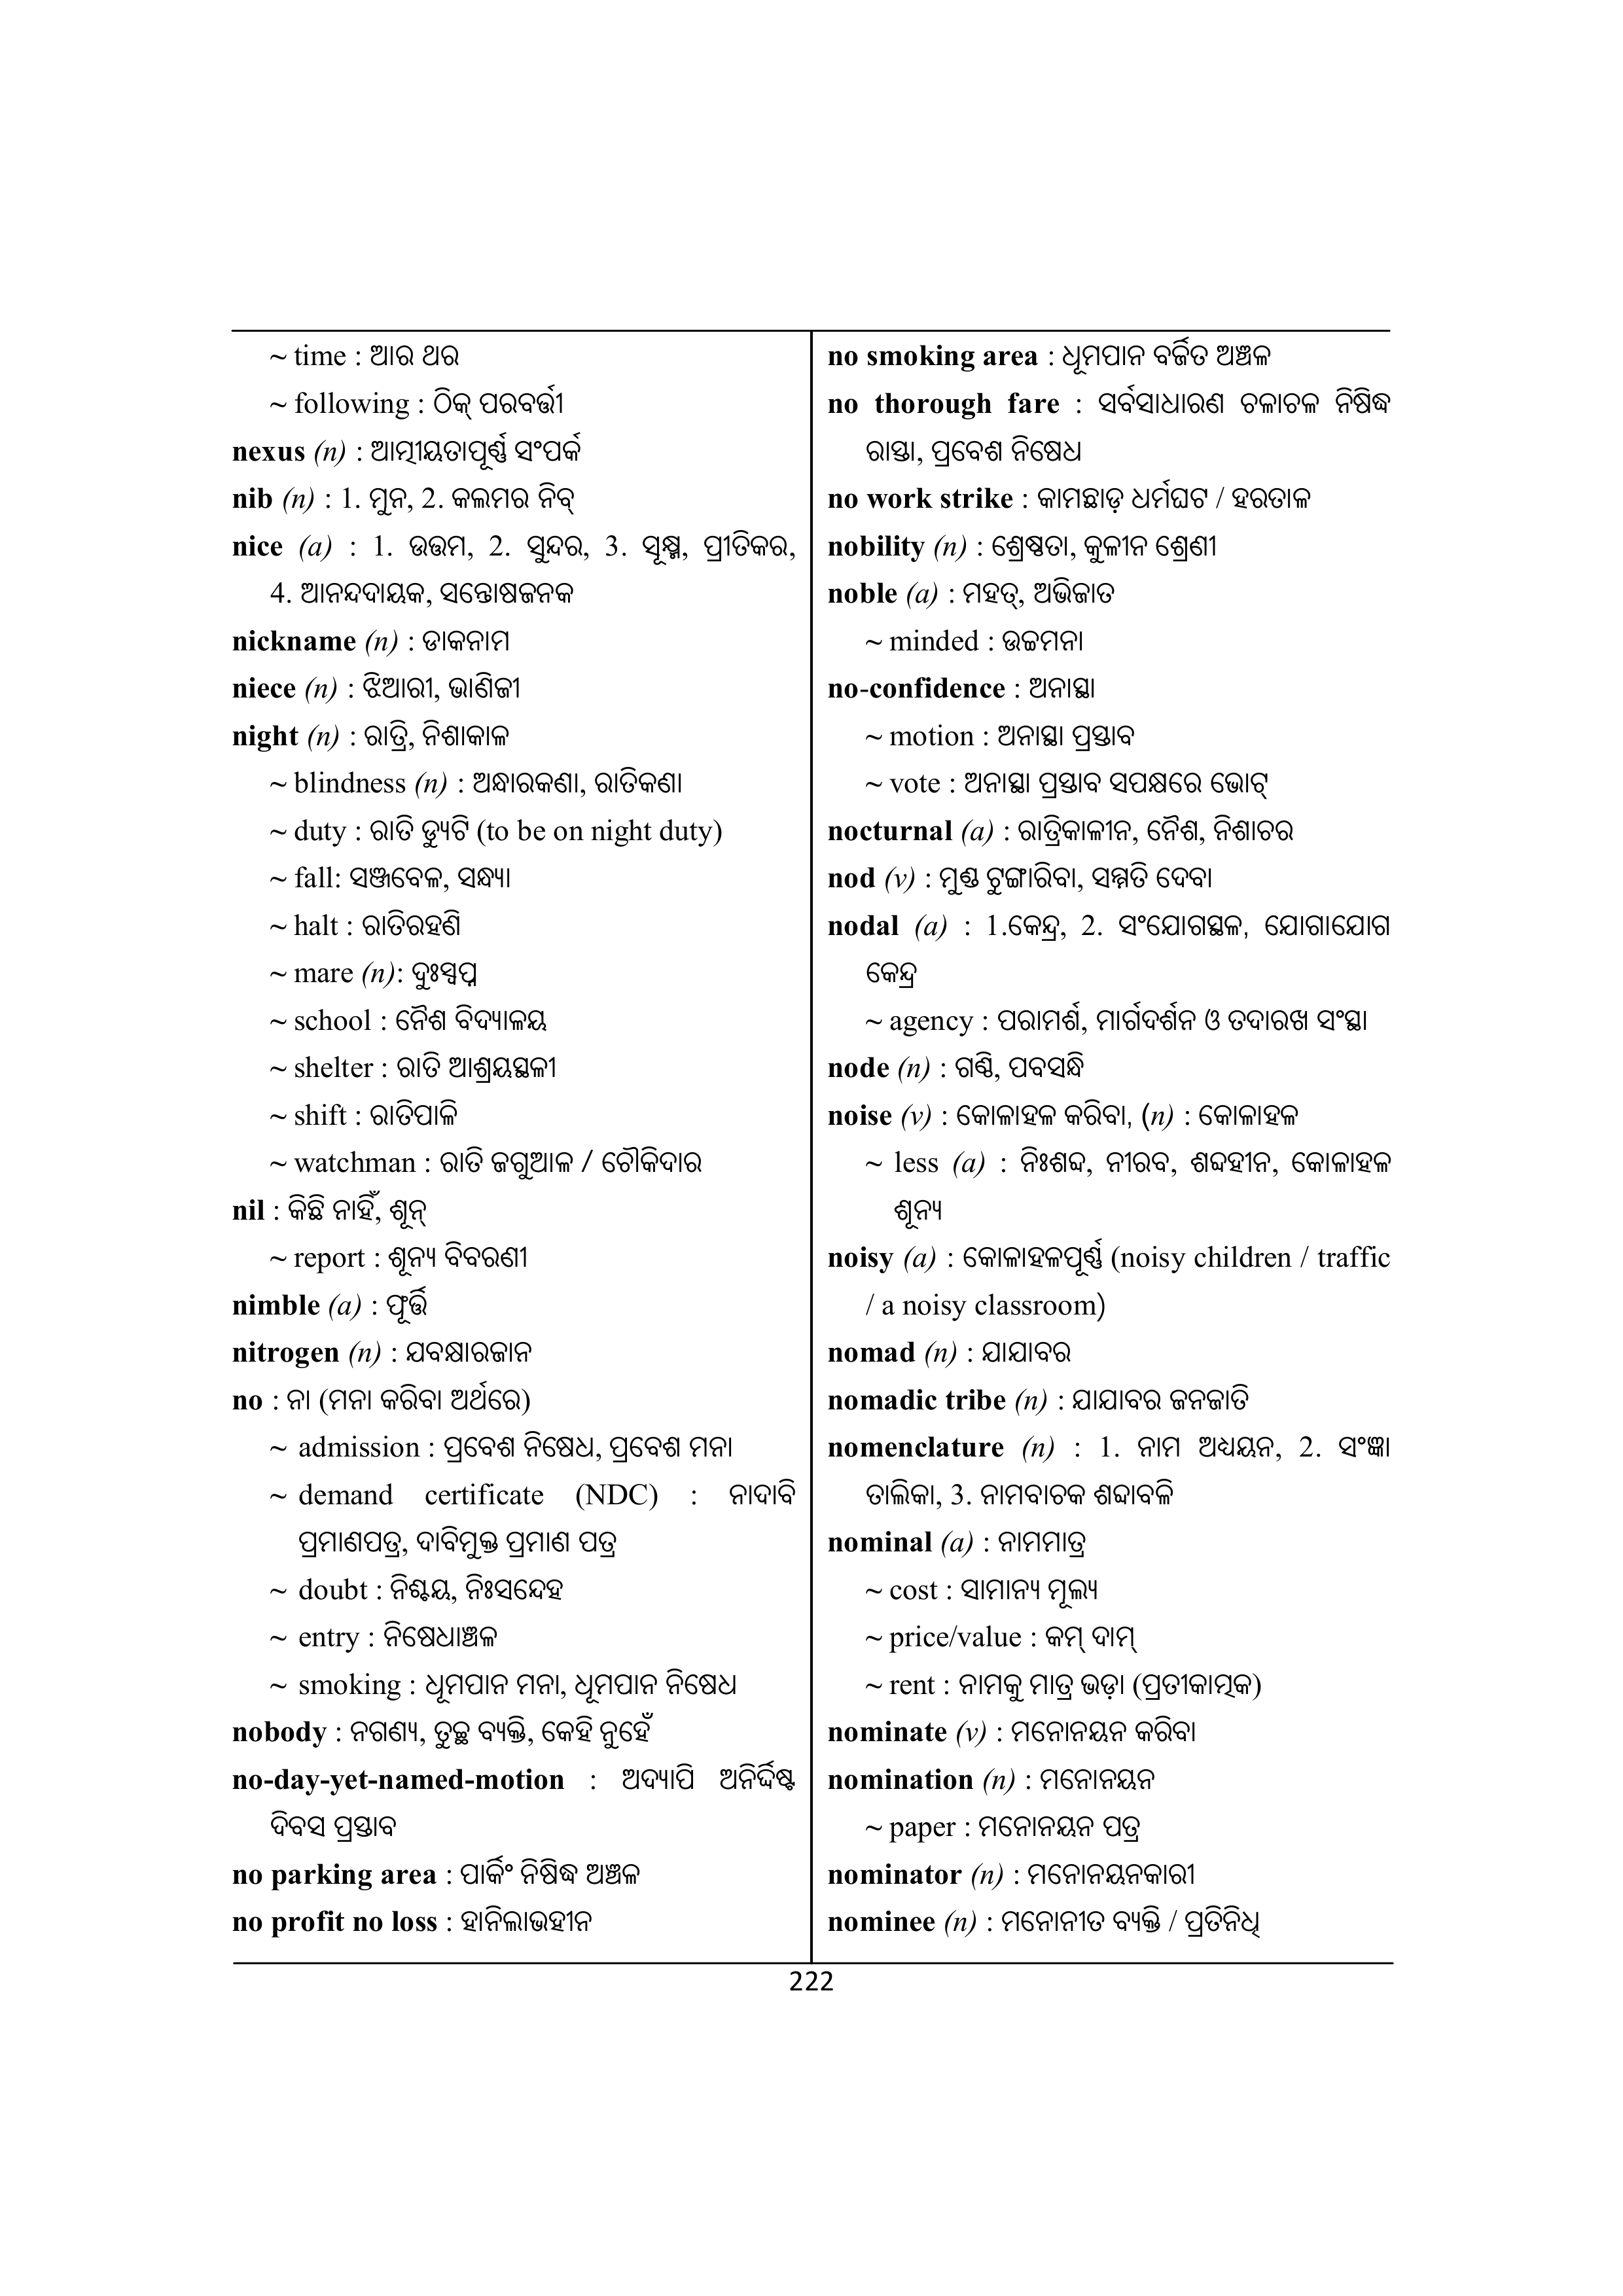 ~ time : ଆର ଥର
~ following : ଠିକ୍ ପରବର୍ତ୍ତୀ
nexus (n) : ଆତ୍ମୀୟତାପୂର୍ଣ୍ଣ ସଂପର୍କ
nib (n) : 1. ମୁନ, 2. କଲମର ନିବ୍
nice (a) : 1. ଉତ୍ତମ, 2. ସୁନ୍ଦର, 3. ସୂକ୍ଷ୍ମ, ପ୍ରୀତିକର,
4. ଆନନ୍ଦଦାୟକ, ସନ୍ତୋଷଜନକ
nickname (n) : ଡାକନାମ
niece (n) : ଝିଆରୀ, ଭାଣିଜୀ
night (n) : ରାତ୍ରି, ନିଶାକାଳ
~ blindness (n) : ଅନ୍ଧାରକଣା, ରାତିକଣା
~ duty : ରାତି ଡ୍ୟୁଟି (to be on night duty)
~ fall: ସଞ୍ଜବେଳ, ସନ୍ଧ୍ୟା
~ halt : ରାତିରହଣି
~ mare (n): ଦୁଃସ୍ୱପ୍ନ
~ school : ନୈଶ ବିଦ୍ୟାଳୟ
~ shelter : ରାତି ଆଶ୍ରୟସ୍ଥଳୀ
~ shift : ରାତିପାଳି
~ watchman : ରାତି ଜଗୁଆଳ / ଚୌକିଦାର
nil : କିଛି ନାହିଁ, ଶୂନ୍
~ report : ଶୂନ୍ୟ ବିବରଣୀ
nimble (a) : ଫୂର୍ତ୍ତି
nitrogen (n) : ଯବକ୍ଷାରଜାନ
no : ନା (ମନା କରିବା ଅର୍ଥରେ)
~ admission : ପ୍ରବେଶ ନିଷେଧ, ପ୍ରବେଶ ମନା
~ demand certificate (NDC) : ନାଦାବି
ପ୍ରମାଣପତ୍ର, ଦାବିମୁକ୍ତ ପ୍ରମାଣ ପତ୍ର
~ doubt : ନିଶ୍ଚୟ, ନିଃସନ୍ଦେହ
~ entry : ନିଷେଧାଞ୍ଚଳ
~ smoking : ଧୂମପାନ ମନା, ଧୂମପାନ ନିଷେଧ
nobody : ନଗଣ୍ୟ, ତୁଚ୍ଛ ବ୍ୟକ୍ତି, କେହି ନୁହେଁ
no-day-yet-named-motion : ଅଦ୍ୟାପି ଅନିର୍ଦ୍ଦିଷ୍ଟ
ଦିବସ ପ୍ରସ୍ତାବ
no parking area : ପାର୍କିଂ ନିଷିଦ୍ଧ ଅଞ୍ଚଳ
no profit no loss : ହାନିଲାଭହୀନ
no smoking area : ଧୂମପାନ ବର୍ଜିତ ଅଞ୍ଚଳ
no thorough fare : ସର୍ବସାଧାରଣ ଚଳାଚଳ ନିଷିଦ୍ଧ
ରାସ୍ତା, ପ୍ରବେଶ ନିଷେଧ
no work strike : କାମଛାଡ଼ ଧର୍ମଘଟ / ହରତାଳ
nobility (n) : ଶ୍ରେଷ୍ଠତା, କୁଳୀନ ଶ୍ରେଣୀ
noble (a) : ମହତ୍, ଅଭିଜାତ
~ minded : ଉଚ୍ଚମନା
no-confidence : ଅନାସ୍ଥା
~ motion : ଅନାସ୍ଥା ପ୍ରସ୍ତାବ
~ vote : ଅନାସ୍ଥା ପ୍ରସ୍ତାବ ସପକ୍ଷରେ ଭୋଟ୍
nocturnal (a) : ରାତ୍ରିକାଳୀନ, ନୈଶ, ନିଶାଚର
nod (v) : ମୁଣ୍ଡ ଟୁଙ୍ଗାରିବା, ସମ୍ମତି ଦେବା
nodal (a) : 1.କେନ୍ଦ୍ର, 2. ସଂଯୋଗସ୍ଥଳ, ଯୋଗାଯୋଗ
କେନ୍ଦ୍ର
~ agency : ପରାମର୍ଶ, ମାର୍ଗଦର୍ଶନ ଓ ତଦାରଖ ସଂସ୍ଥା
node (n) : ଗଣ୍ଠି, ପବସନ୍ଧି
noise (v) : କୋଳାହଳ କରିବା, (n) : କୋଳାହଳ
~ less (a) : ନିଃଶବ୍ଦ, ନୀରବ, ଶବ୍ଦହୀନ, କୋଳାହଳ
ଶୂନ୍ୟ
noisy (a) : କୋଳାହଳପୂର୍ଣ୍ଣ (noisy children / traffic
/ a noisy classroom)
nomad (n) : ଯାଯାବର
nomadic tribe (n) : ଯାଯାବର ଜନଜାତି
nomenclature (n) : 1. ନାମ ଅଧ୍ୟୟନ, 2. ସଂଜ୍ଞା
ତାଲିକା, 3. ନାମବାଚକ ଶବ୍ଦାବଳି
nominal (a) : ନାମମାତ୍ର
~ cost : ସାମାନ୍ୟ ମୂଲ୍ୟ
~ price/value : କମ୍ ଦାମ୍
~ rent : ନାମକୁ ମାତ୍ର ଭଡ଼ା (ପ୍ରତୀକାତ୍ମକ)
nominate (v) : ମନୋନୟନ କରିବା
nomination (n) : ମନୋନୟନ
~ paper : ମନୋନୟନ ପତ୍ର
nominator (n) : ମନୋନୟନକାରୀ
nominee (n) : ମନୋନୀତ ବ୍ୟକ୍ତି / ପ୍ରତିନିଧି
222